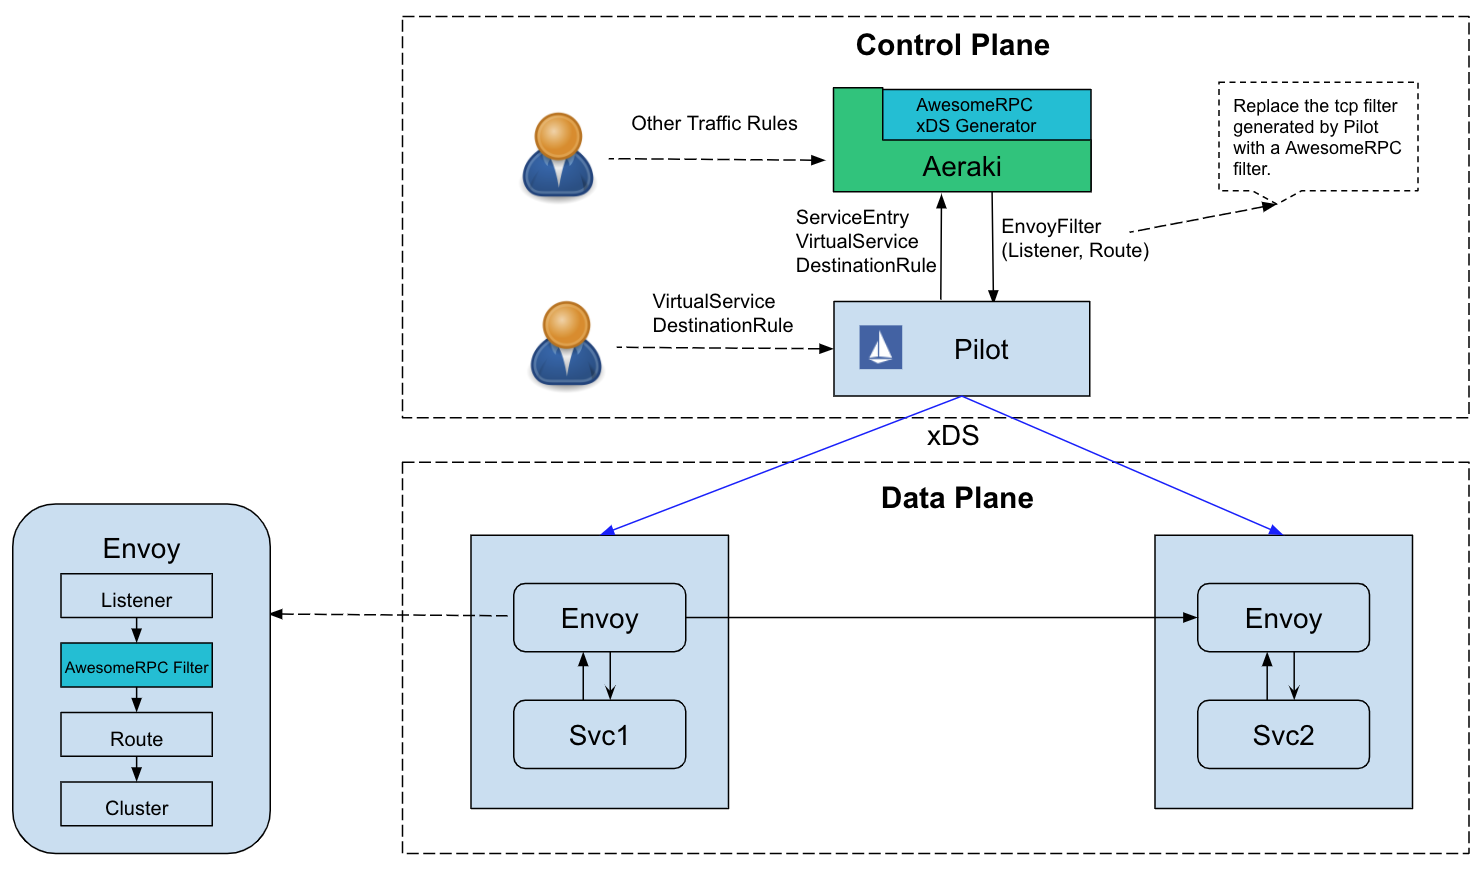 Control Plane
AwesomeRPC
xDS Generator
Aeraki
Other Traffic Rules
Replace the tcp filter
generated by Pilot
with a AwesomeRPC
filter.
ServiceEntry
VirtualService
DestinationRule
EnvoyFilter
(Listener, Route)
VirtualService
DestinationRule
Pilot
xDS
Data Plane
Envoy
Listener
AwesomeRPC Filter
Route
Cluster
Envoy
Svc1
Envoy
Svc2